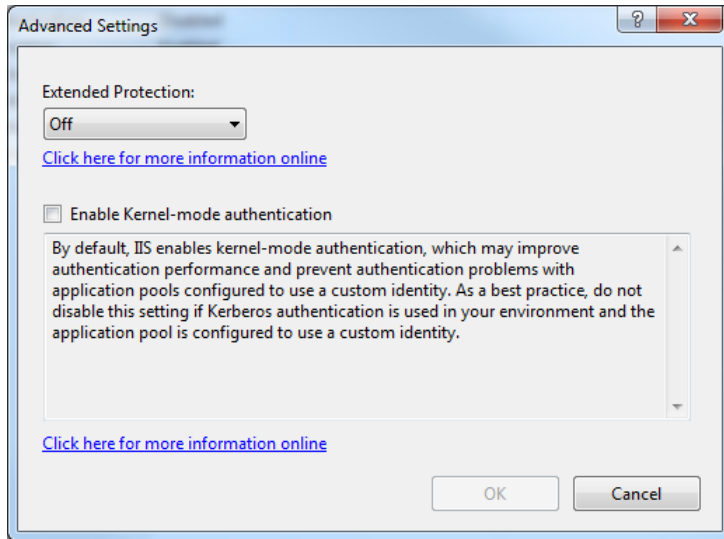 Advanced Settings
Extended Protection:
Off
Click here for more information online
Enable Kernel-mode authentication
By default, IIS enables kernel-mode authentication, which may improve
authentication performance and prevent authentication problems with
application pools configured to use a custom identity. As a best practice, do not
disable this setting if Kerberos authentication is used in your environment and the
application pool is configured to use a custom identity.
Click here for more information online
OK
Cancel